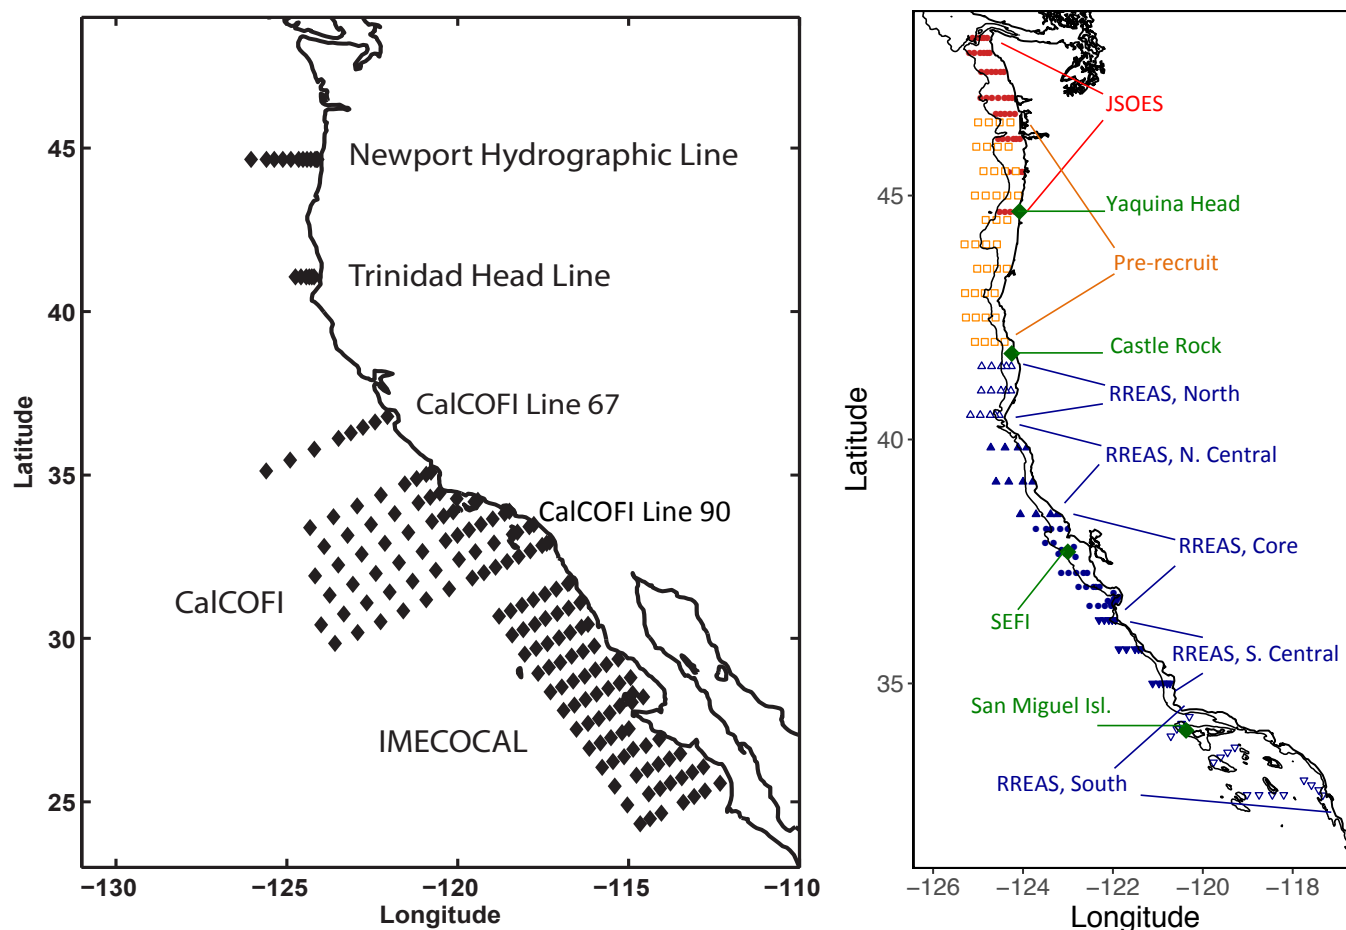 Newport Hydrographic Line
Trinidad Head Line
CalCOFI Line 67
CalCOFI Line 90
CalCOFI
IMECOCAL
45
40
35
30
25
Latitude
−130
−125
−120
−115
−110
Longitude
JSOES
Yaquina Head
Pre-recruit
Castle Rock
RREAS, North
RREAS, N. Central
RREAS, Core
SEFI
RREAS, S. Central
San Miguel Isl.
RREAS, South
45
40
35
Latitude
−126
−124
−122
−120
−118
Longitude